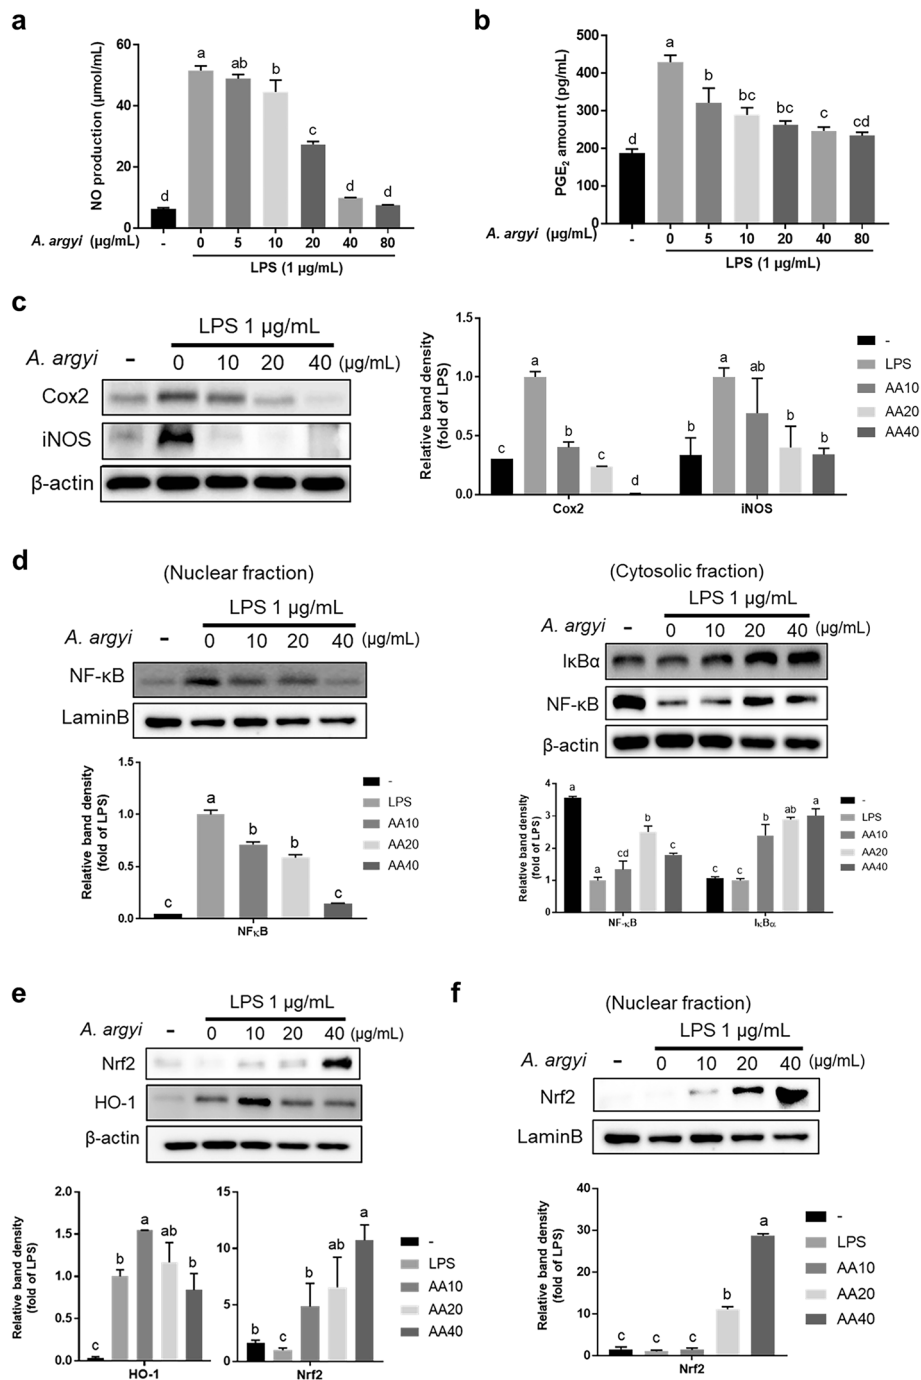 a
NO production (µmol/mL)
60
40
20
0
a
ab
b
c
d
d
d
A. argyi (µg/mL)
- 0 5 10 20 40 80
LPS (1 µg/mL)
b
PGE2 amount (pg/mL)
500
400
300
200
100
0
a
b
bc
bc
c
cd
d
A. argyi (µg/mL)
- 0 5 10 20 40 80
LPS (1 µg/mL)
c
LPS 1 µg/mL
A. argyi - 0 10 20 40 (µg/mL)
Cox2
iNOS
β-actin
Relative band density
(fold of LPS)
1.5
1.0
0.5
0.0
c a b c d
b a ab b b
Cox2 iNOS
-
LPS
AA10
AA20
AA40
d
(Nuclear fraction)
LPS 1 µg/mL
A. argyi - 0 10 20 40 (µg/mL)
NF-κB
LaminB
Relative band density
(fold of LPS)
1.5
1.0
0.5
0.0
c a b b c
NFκB
-
LPS
AA10
AA20
AA40
(Cytosolic fraction)
LPS 1 µg/mL
A. argyi - 0 10 20 40 (µg/mL)
IκBα
NF-κB
β-actin
Relative band density
(fold of LPS)
4
3
2
1
0
a a cd b c
c c b ab a
NF-κB IκBα
-
LPS
AA10
AA20
AA40
e
LPS 1 µg/mL
A. argyi - 0 10 20 40 (µg/mL)
Nrf2
HO-1
β-actin
Relative band density
(fold of LPS)
2.0
1.5
1.0
0.5
0.0
c b a ab b
HO-1
15
10
5
0
b c b ab a
Nrf2
-
LPS
AA10
AA20
AA40
f
(Nuclear fraction)
LPS 1 µg/mL
A. argyi - 0 10 20 40 (µg/mL)
Nrf2
LaminB
Relative band density
(fold of LPS)
40
30
20
10
0
c c c b a
Nrf2
-
LPS
AA10
AA20
AA40